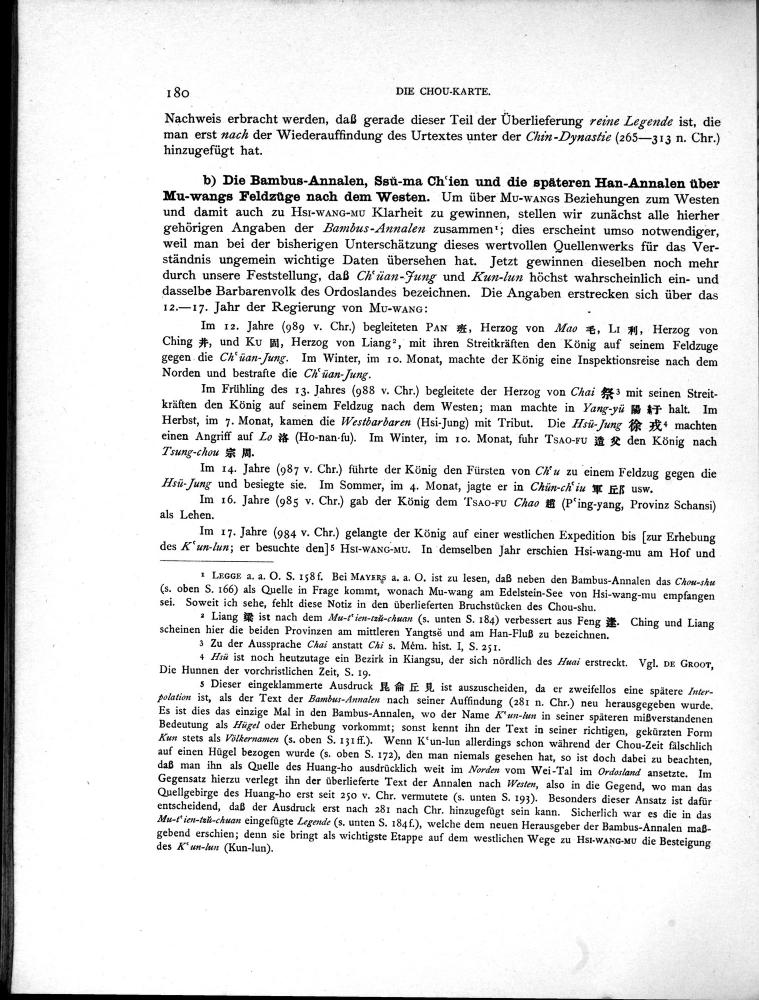 180 DIE CHOU-KARTE.
Nachweis erbracht werden, daß gerade dieser Teil der Überlieferung reine Legende ist, die
man erst nach der Wiederauffindung des Urtextes unter der Chin-Dynastie (265—313 n. Chr.)
hinzugefügt hat.
b) Die Bambus-Annalen, Ssŭ-ma Chʻien und die späteren Han-Annalen über
Mu-wangs Feldzüge nach dem Westen. Um über MU-WANGS Beziehungen zum Westen
und damit auch zu HSI-WANG-MU Klarheit zu gewinnen, stellen wir zunächst alle hierher
gehörigen Angaben der Bambus-Annalen zusammen¹; dies erscheint umso notwendiger,
weil man bei der bisherigen Unterschätzung dieses wertvollen Quellenwerks für das Ver-
ständnis ungemein wichtige Daten übersehen hat. Jetzt gewinnen dieselben noch mehr
durch unsere Feststellung, daß Chʻüan-Jung und Kun-lun höchst wahrscheinlich ein- und
dasselbe Barbarenvolk des Ordoslandes bezeichnen. Die Angaben erstrecken sich über das
12.—17. Jahr der Regierung von MU-WANG:
Im 12. Jahre (989 v. Chr.) begleiteten PAN 班, Herzog von Mao 毛, LI 利, Herzog von
Ching 井, und KU 固, Herzog von Liang², mit ihren Streitkräften den König auf seinem Feldzuge
gegen die Chʻüan-Jung. Im Winter, im 10. Monat, machte der König eine Inspektionsreise nach dem
Norden und bestrafte die Chʻüan-Jung.
Im Frühling des 13. Jahres (988 v. Chr.) begleitete der Herzog von Chai 祭³ mit seinen Streit-
kräften den König auf seinem Feldzug nach dem Westen; man machte in Yang-yü 陽紆 halt. Im
Herbst, im 7. Monat, kamen die Westbarbaren (Hsi-Jung) mit Tribut. Die Hsü-Jung 徐戎⁴ machten
einen Angriff auf Lo 洛 (Ho-nan-fu). Im Winter, im 10. Monat, fuhr TSAO-FU 造父 den König nach
Tsung-chou 宗周.
Im 14. Jahre (987 v. Chr.) führte der König den Fürsten von Chʻu zu einem Feldzug gegen die
Hsü-Jung und besiegte sie. Im Sommer, im 4. Monat, jagte er in Chün-chʻiu 軍邱 usw.
Im 16. Jahre (985 v. Chr.) gab der König dem TSAO-FU Chao 趙 (Pʻing-yang, Provinz Schansi)
als Lehen.
Im 17. Jahre (984 v. Chr.) gelangte der König auf einer westlichen Expedition bis [zur Erhebung
des Kʻun-lun; er besuchte den]⁵ HSI-WANG-MU. In demselben Jahr erschien Hsi-wang-mu am Hof und
¹ LEGGE a. a. O. S. 158 f. Bei MAYERS a. a. O. ist zu lesen, daß neben den Bambus-Annalen das Chou-shu
(s. oben S. 166) als Quelle in Frage kommt, wonach Mu-wang am Edelstein-See von Hsi-wang-mu empfangen
sei. Soweit ich sehe, fehlt diese Notiz in den überlieferten Bruchstücken des Chou-shu.
² Liang 梁 ist nach dem Mu-tʻien-tzŭ-chuan (s. unten S. 184) verbessert aus Feng 逢. Ching und Liang
scheinen hier die beiden Provinzen am mittleren Yangtsë und am Han-Fluß zu bezeichnen.
³ Zu der Aussprache Chai anstatt Chi s. Mém. hist. I, S. 251.
⁴ Hsü ist noch heutzutage ein Bezirk in Kiangsu, der sich nördlich des Huai erstreckt. Vgl. DE GROOT,
Die Hunnen der vorchristlichen Zeit, S. 19.
⁵ Dieser eingeklammerte Ausdruck 昆侖丘見 ist auszuscheiden, da er zweifellos eine spätere Inter-
polation ist, als der Text der Bambus-Annalen nach seiner Auffindung (281 n. Chr.) neu herausgegeben wurde.
Es ist dies das einzige Mal in den Bambus-Annalen, wo der Name Kʻun-lun in seiner späteren mißverstandenen
Bedeutung als Hügel oder Erhebung vorkommt; sonst kennt ihn der Text in seiner richtigen, gekürzten Form
Kun stets als Völkernamen (s. oben S. 131 ff.). Wenn Kʻun-lun allerdings schon während der Chou-Zeit fälschlich
auf einen Hügel bezogen wurde (s. oben S. 172), den man niemals gesehen hat, so ist doch dabei zu beachten,
daß man ihn als Quelle des Huang-ho ausdrücklich weit im Norden vom Wei-Tal im Ordosland ansetzte. Im
Gegensatz hierzu verlegt ihn der überlieferte Text der Annalen nach Westen, also in die Gegend, wo man das
Quellgebirge des Huang-ho erst seit 250 v. Chr. vermutete (s. unten S. 193). Besonders dieser Ansatz ist dafür
entscheidend, daß der Ausdruck erst nach 281 nach Chr. hinzugefügt sein kann. Sicherlich war es die in das
Mu-tʻien-tzŭ-chuan eingefügte Legende (s. unten S. 184 f.), welche dem neuen Herausgeber der Bambus-Annalen maß-
gebend erschien; denn sie bringt als wichtigste Etappe auf dem westlichen Wege zu HSI-WANG-MU die Besteigung
des Kʻun-lun (Kun-lun).